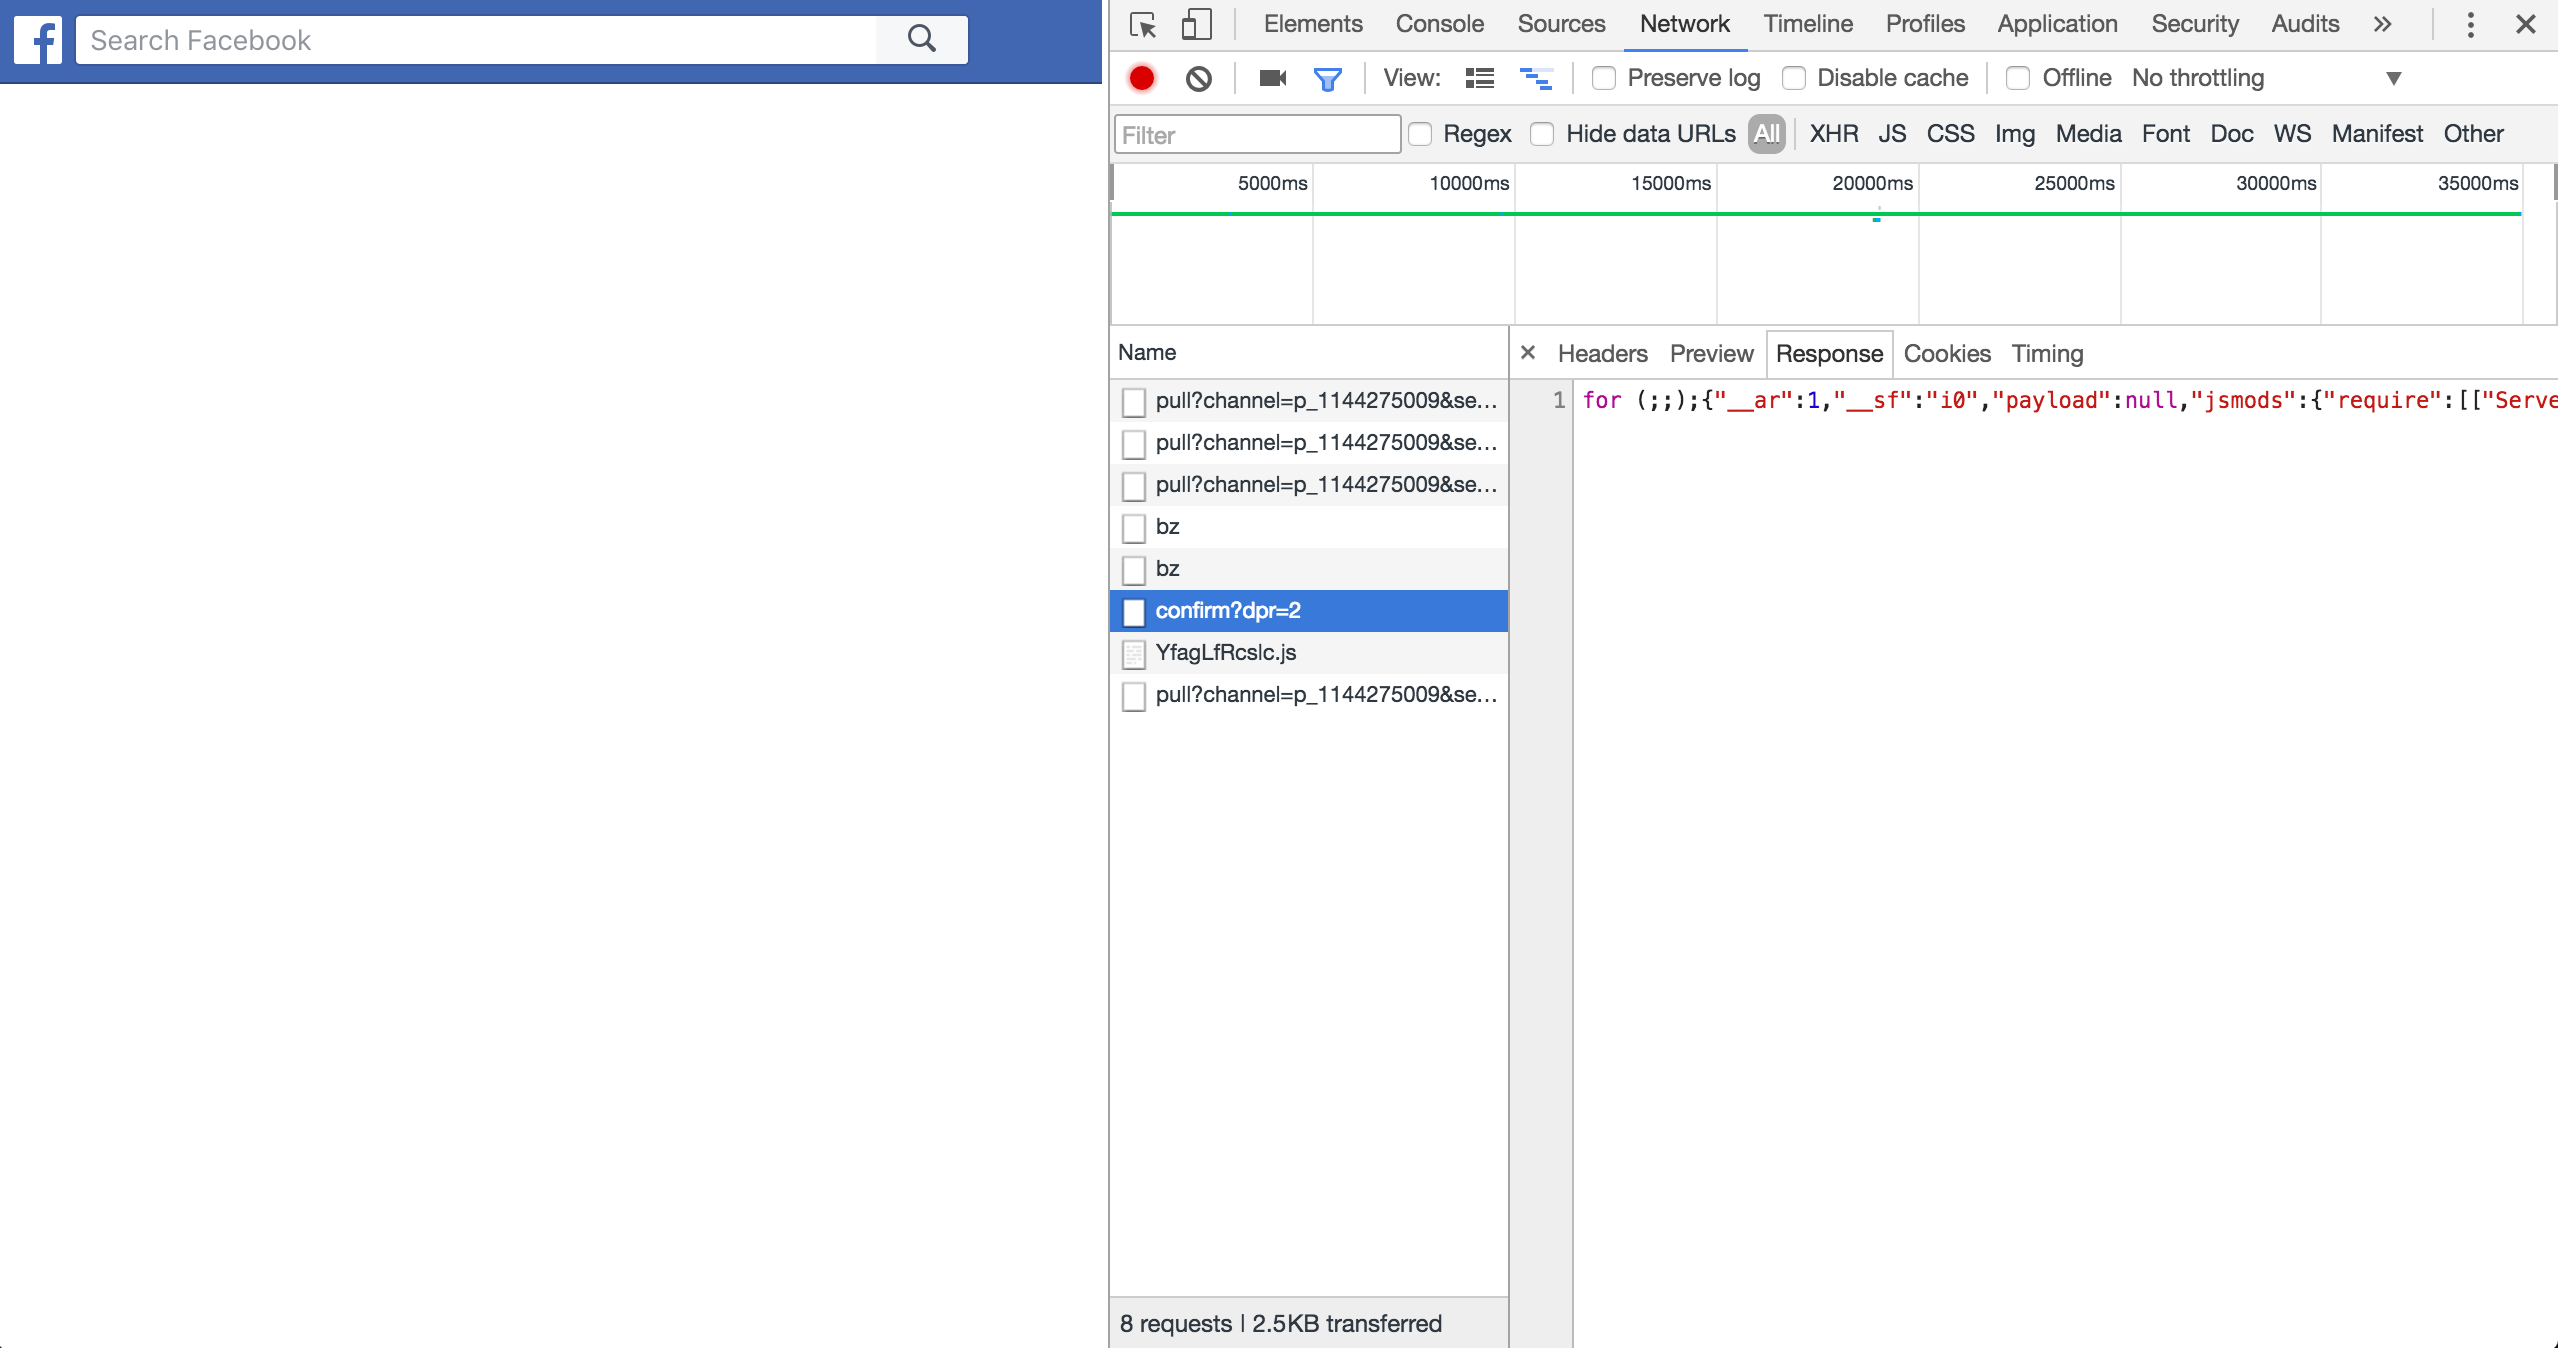 f Search Facebook
Elements Console Sources Network Timeline Profiles Application Security Audits »
View: Preserve log Disable cache Offline No throttling ▼
Filter Regex Hide data URLs All XHR JS CSS Img Media Font Doc WS Manifest Other
5000ms 10000ms 15000ms 20000ms 25000ms 30000ms 35000ms
Name
× Headers Preview Response Cookies Timing
pull?channel=p_1144275009&se...
pull?channel=p_1144275009&se...
pull?channel=p_1144275009&se...
bz
bz
confirm?dpr=2
YfagLfRcslc.js
pull?channel=p_1144275009&se...
1 for (;;);{"__ar":1,"__sf":"i0","payload":null,"jsmods":{"require":[["Serve
8 requests | 2.5KB transferred